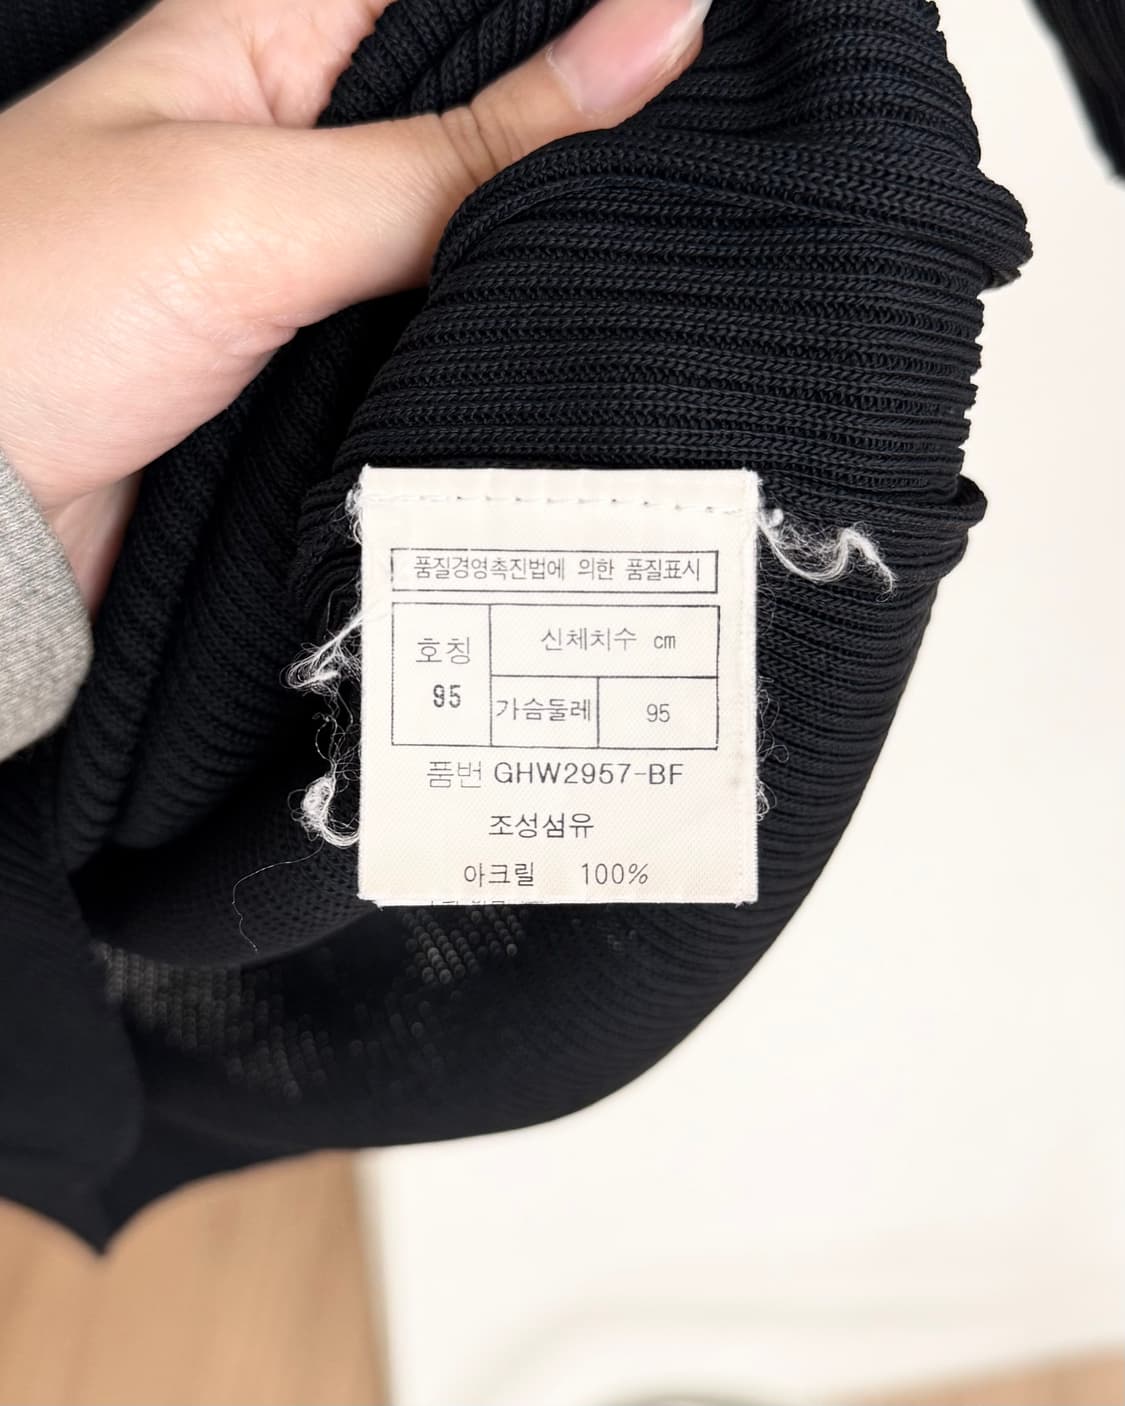 품질경영촉진법에 의한 품질표시
호칭 신체치수 cm
95 가슴둘레 95
품번 GHW2957-BF
조성섬유
아크릴 100%